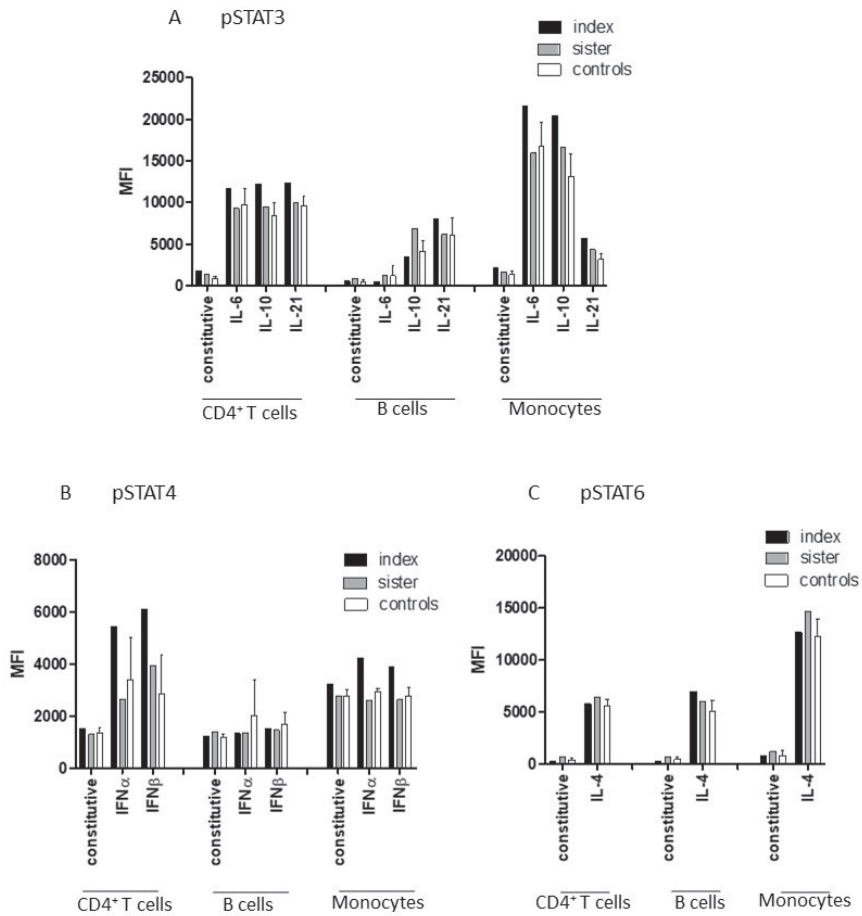 A pSTAT3
index
sister
controls
25000
20000
15000
10000
5000
0
MFI
constitutive
IL-6
IL-10
IL-21
constitutive
IL-6
IL-10
IL-21
constitutive
IL-6
IL-10
IL-21
CD4⁺ T cells
B cells
Monocytes
B pSTAT4
index
sister
controls
8000
6000
4000
2000
0
MFI
constitutive
IFNα
IFNβ
constitutive
IFNα
IFNβ
constitutive
IFNα
IFNβ
CD4⁺ T cells
B cells
Monocytes
C pSTAT6
index
sister
controls
20000
15000
10000
5000
0
MFI
constitutive
IL-4
constitutive
IL-4
constitutive
IL-4
CD4⁺ T cells
B cells
Monocytes